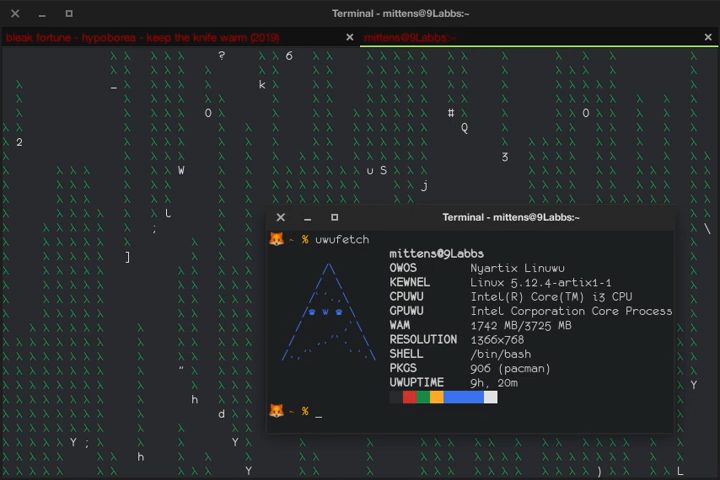 Terminal - mittens@9Labbs:~
bleak fortune - hypoborea - keep the knife warm (2019)
mittens@9Labbs:~
Terminal - mittens@9Labbs:~
~ % uwufetch
mittens@9Labbs
OWOS Nyartix Linuwu
KEWNEL Linux 5.12.4-artix1-1
CPUWU Intel(R) Core(TM) i3 CPU
GPUWU Intel Corporation Core Process
WAM 1742 MB/3725 MB
RESOLUTION 1366x768
SHELL /bin/bash
PKGS 906 (pacman)
UWUPTIME 9h, 20m
~ % _